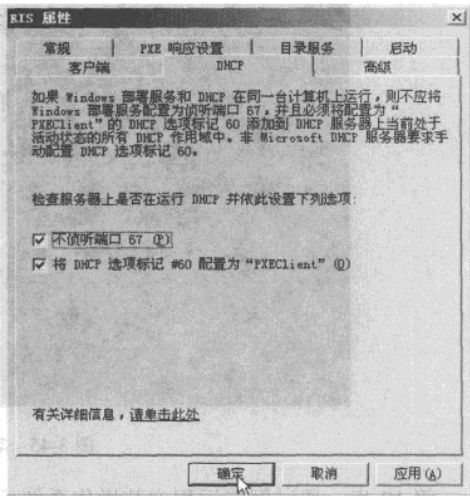 RIS 属性
常规 PXE 响应设置 目录服务 启动
客户端 DHCP 高级
如果 Windows 部署服务和 DHCP 在同一台计算机上运行，则不应将
Windows 部署服务配置为侦听端口 67，并且必须将配置为“
PXEClient”的 DHCP 选项标记 60 添加到 DHCP 服务器上当前处于
活动状态的所有 DHCP 作用域中。非 Microsoft DHCP 服务器要求手
动配置 DHCP 选项标记 60。
检查服务器上是否在运行 DHCP 并依此设置下列选项:
不侦听端口 67 (P)
将 DHCP 选项标记 #60 配置为“PXEClient” (D)
有关详细信息，请单击此处
确定 取消 应用(A)